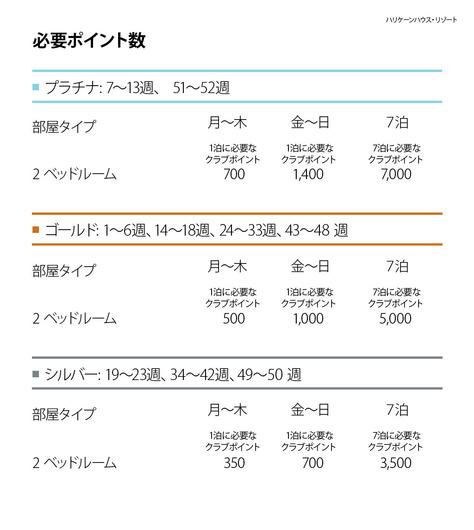 ハリケーンハウス・リゾート
必要ポイント数
プラチナ: 7〜13週、 51〜52週
部屋タイプ 月〜木 金〜日 7泊
1泊に必要な 1泊に必要な 7泊に必要な
クラブポイント クラブポイント クラブポイント
2 ベッドルーム 700 1,400 7,000
ゴールド: 1〜6週、14〜18週、24〜33週、43〜48 週
部屋タイプ 月〜木 金〜日 7泊
1泊に必要な 1泊に必要な 7泊に必要な
クラブポイント クラブポイント クラブポイント
2 ベッドルーム 500 1,000 5,000
シルバー: 19〜23週、34〜42週、49〜50 週
部屋タイプ 月〜木 金〜日 7泊
1泊に必要な 1泊に必要な 7泊に必要な
クラブポイント クラブポイント クラブポイント
2 ベッドルーム 350 700 3,500